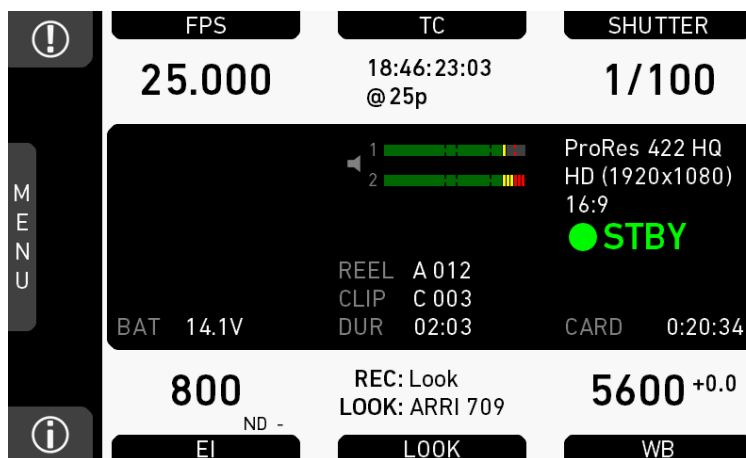 FPS TC SHUTTER
25.000 18:46:23:03 1/100
@25p
MENU
1 ProRes 422 HQ
2 HD (1920x1080)
16:9
STBY
REEL A 012
CLIP C 003
BAT 14.1V DUR 02:03 CARD 0:20:34
800 REC: Look 5600 +0.0
ND - LOOK: ARRI 709
EI LOOK WB